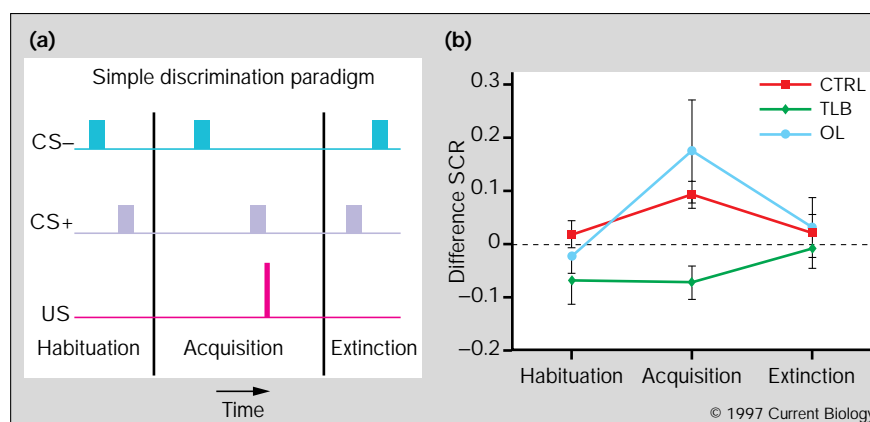 (a)
Simple discrimination paradigm
CS–
CS+
US
Habituation Acquisition Extinction
Time
(b)
0.3
0.2
0.1
0
–0.1
–0.2
Difference SCR
CTRL
TLB
OL
Habituation Acquisition Extinction
© 1997 Current Biology